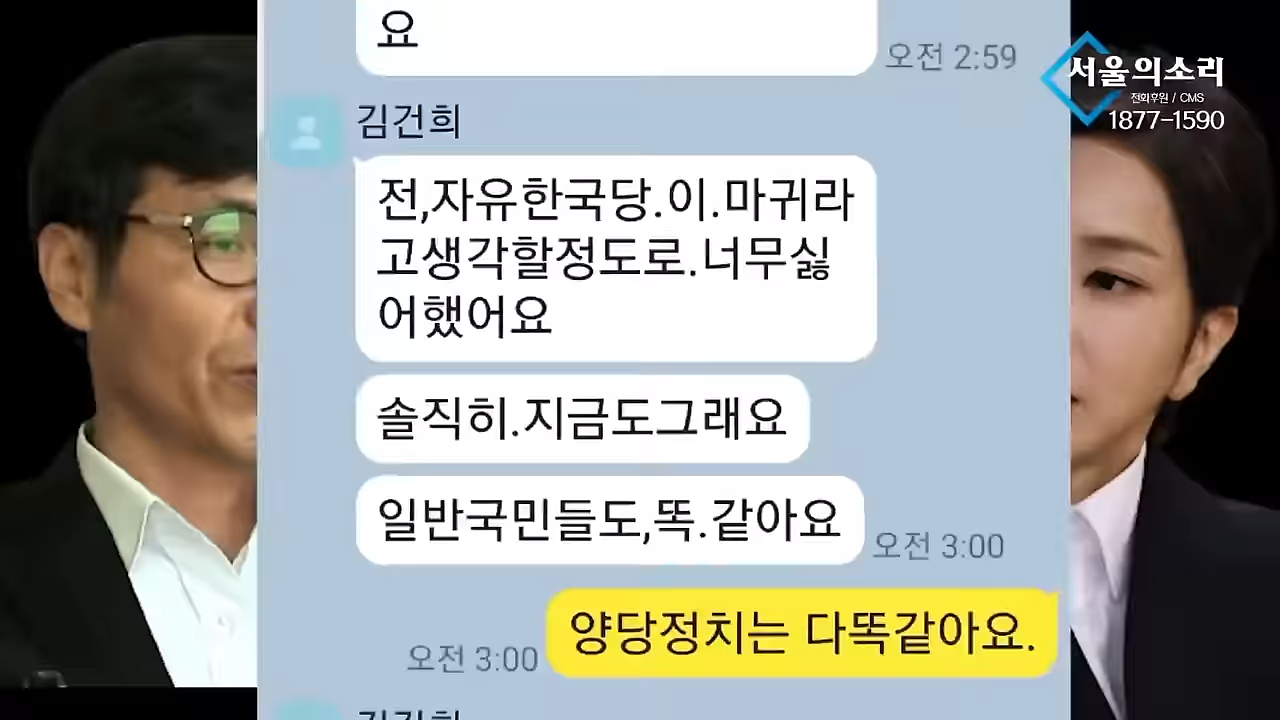 요
오전 2:59
서울의소리
전화후원 / CMS
1877-1590
김건희
전,자유한국당.이.마귀라
고생각할정도로.너무싫
어했어요
솔직히.지금도그래요
일반국민들도,똑.같아요
오전 3:00
양당정치는 다똑같아요.
오전 3:00
김건희